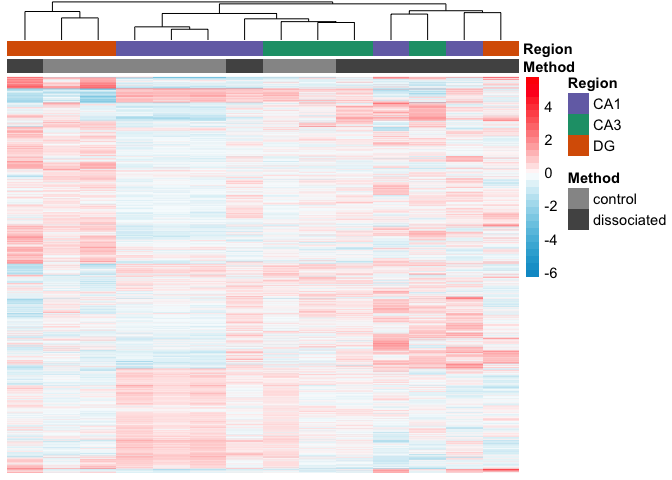 Region
Method
4
2
0
-2
-4
-6
Region
CA1
CA3
DG
Method
control
dissociated